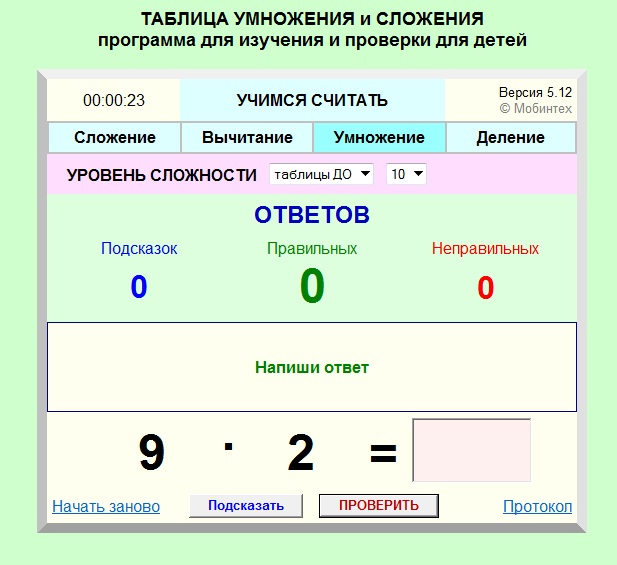 ТАБЛИЦА УМНОЖЕНИЯ и СЛОЖЕНИЯ
программа для изучения и проверки для детей
00:00:23 УЧИМСЯ СЧИТАТЬ Версия 5.12
© Мобинтех
Сложение Вычитание Умножение Деление
УРОВЕНЬ СЛОЖНОСТИ таблицы ДО 10
ОТВЕТОВ
Подсказок Правильных Неправильных
0 0 0
Напиши ответ
9 · 2 =
Начать заново Подсказать ПРОВЕРИТЬ Протокол